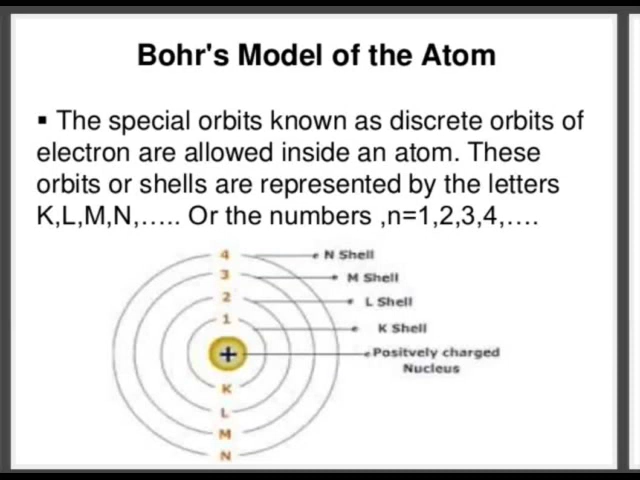 Bohr's Model of the Atom
▪ The special orbits known as discrete orbits of
electron are allowed inside an atom. These
orbits or shells are represented by the letters
K,L,M,N,..... Or the numbers ,n=1,2,3,4,....
4 N Shell
3 M Shell
2 L Shell
1 K Shell
+ Positvely charged
Nucleus
K
L
M
N